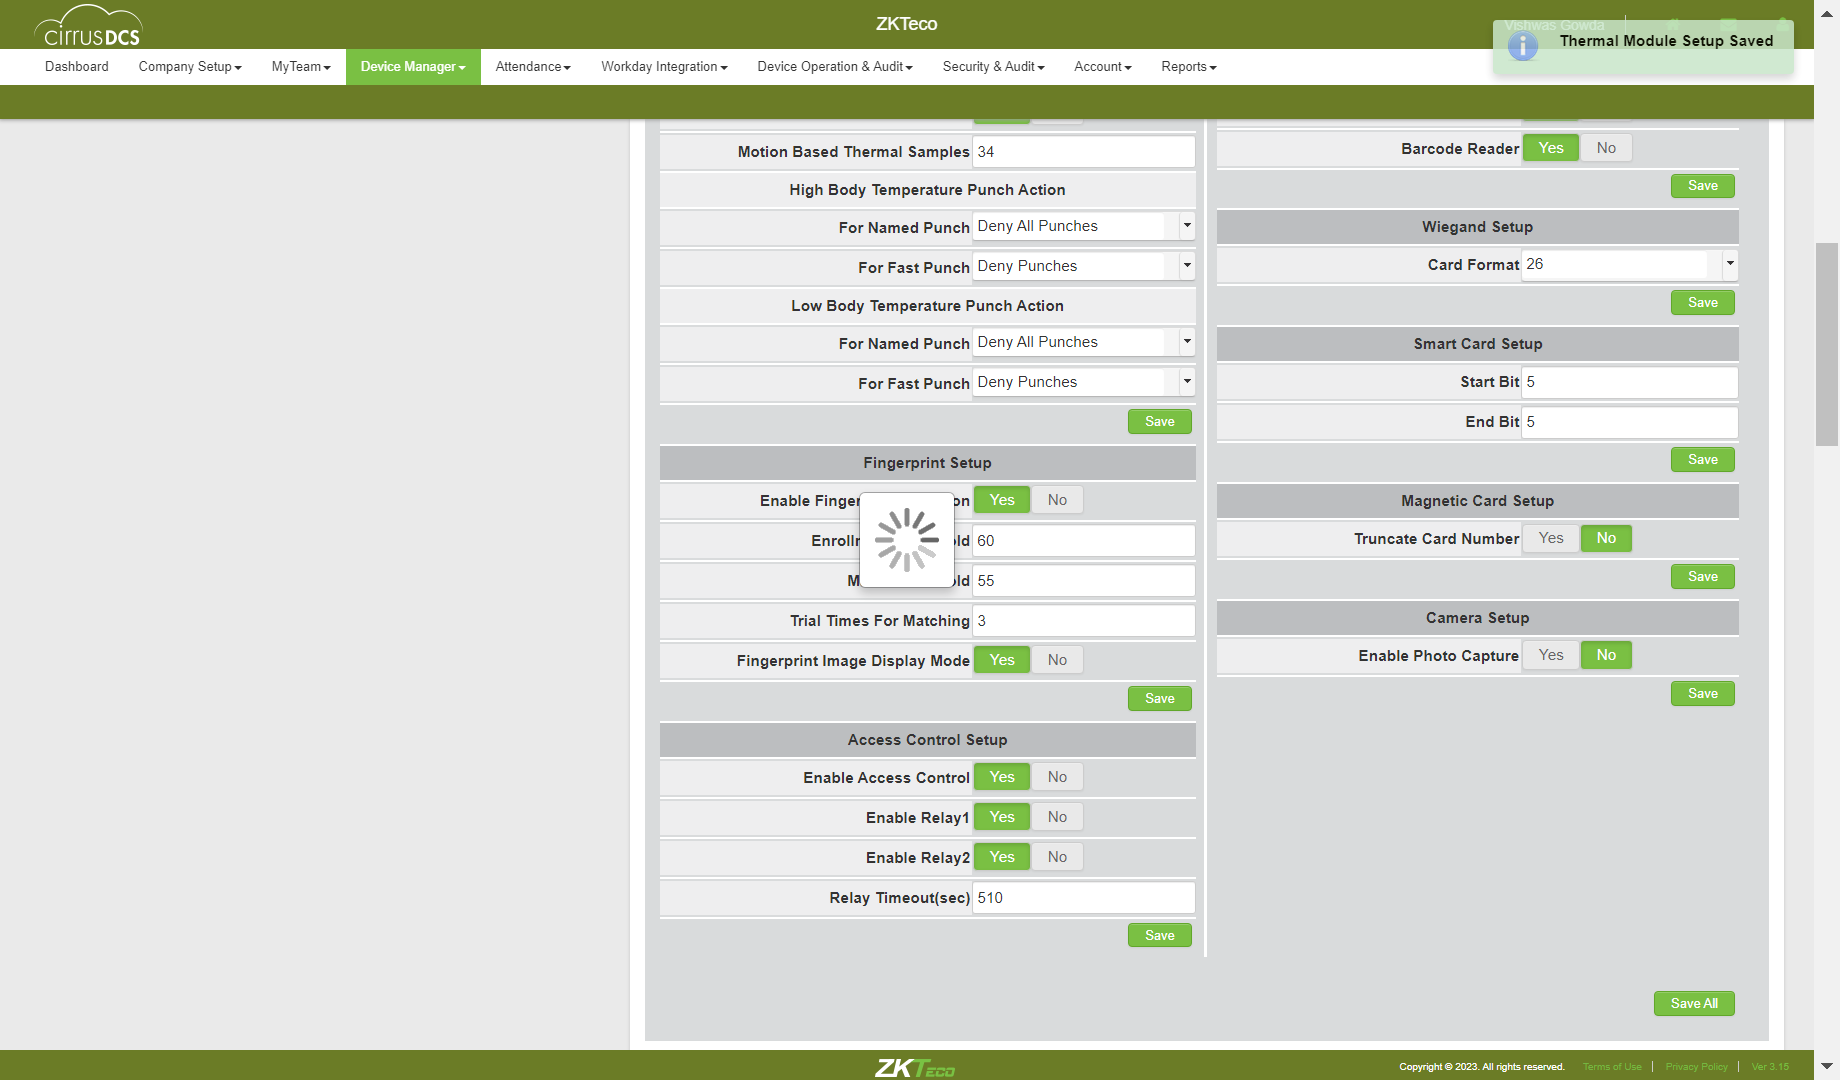 cirrusDCS
ZKTeco
Vishwas Gowda
Thermal Module Setup Saved
Dashboard
Company Setup
MyTeam
Device Manager
Attendance
Workday Integration
Device Operation & Audit
Security & Audit
Account
Reports
Motion Based Thermal Samples 34
High Body Temperature Punch Action
For Named Punch Deny All Punches
For Fast Punch Deny Punches
Low Body Temperature Punch Action
For Named Punch Deny All Punches
For Fast Punch Deny Punches
Save
Fingerprint Setup
Enable Finger on Yes No
Enrollm ld 60
M ld 55
Trial Times For Matching 3
Fingerprint Image Display Mode Yes No
Save
Access Control Setup
Enable Access Control Yes No
Enable Relay1 Yes No
Enable Relay2 Yes No
Relay Timeout(sec) 510
Save
Barcode Reader Yes No
Save
Wiegand Setup
Card Format 26
Save
Smart Card Setup
Start Bit 5
End Bit 5
Save
Magnetic Card Setup
Truncate Card Number Yes No
Save
Camera Setup
Enable Photo Capture Yes No
Save
Save All
ZKTeco
Copyright © 2023. All rights reserved.
Terms of Use
Privacy Policy
Ver 3.15